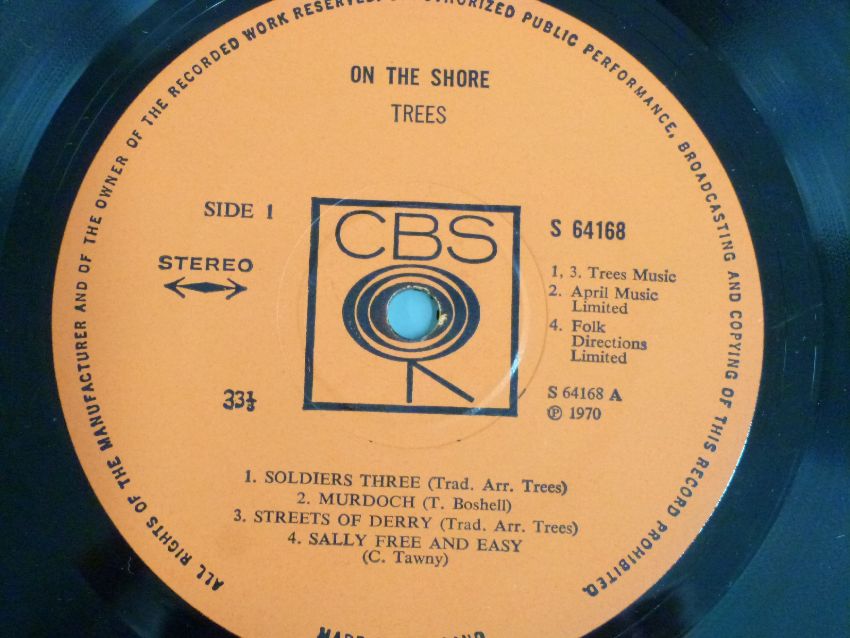 ALL RIGHTS OF THE MANUFACTURER AND OF THE OWNER OF THE RECORDED WORK RESERVED. UNAUTHORIZED PUBLIC PERFORMANCE, BROADCASTING AND COPYING OF THIS RECORD PROHIBITED.
ON THE SHORE
TREES
SIDE 1
STEREO
33⅓
CBS
S 64168
1, 3. Trees Music
2. April Music
Limited
4. Folk
Directions
Limited
S 64168 A
℗ 1970
1. SOLDIERS THREE (Trad. Arr. Trees)
2. MURDOCH (T. Boshell)
3. STREETS OF DERRY (Trad. Arr. Trees)
4. SALLY FREE AND EASY
(C. Tawny)